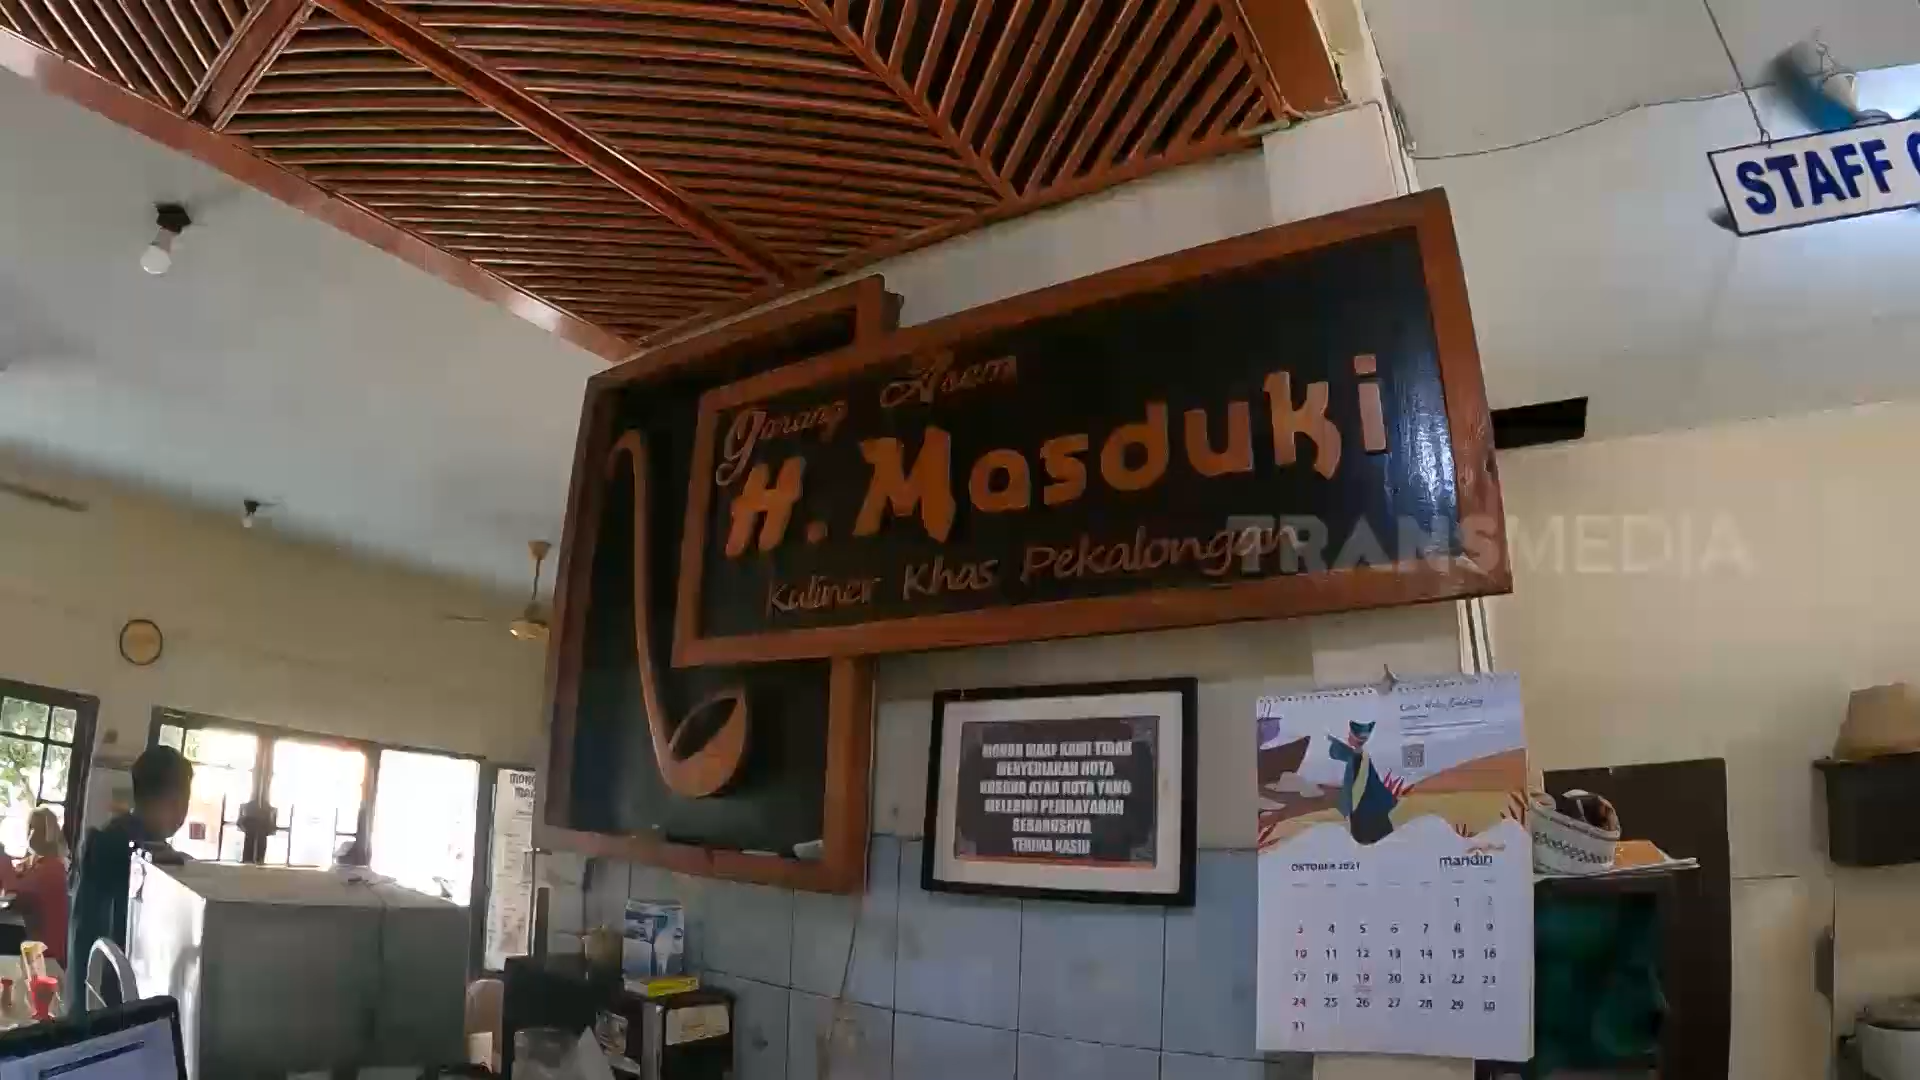 STAFF
Garang Asem
H. Masduki
Kuliner Khas Pekalongan
TRANSMEDIA
MOHON MAAF KAMI TIDAK
MENYEDIAKAN NOTA
KOSONG ATAU NOTA YANG
MELEBIHI PEMBAYARAN
SEHARUSNYA
TERIMA KASIH
OKTOBER 2021
mandiri
1 2
3 4 5 6 7 8 9
10 11 12 13 14 15 16
17 18 19 20 21 22 23
24 25 26 27 28 29 30
31